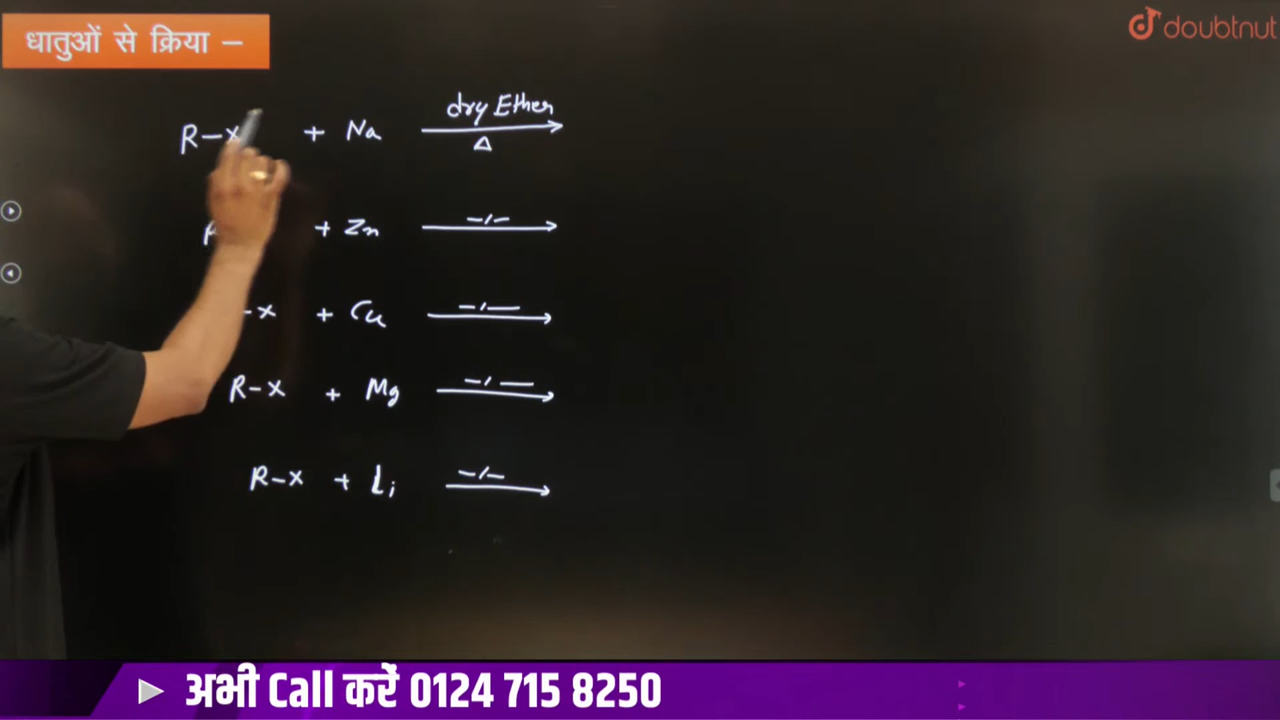 धातुओं से क्रिया –
doubtnut
R–X + Na dry Ether → Δ
+ Zn –〃– →
–X + Cu –〃– →
R–X + Mg –〃– →
R–X + Li –〃– →
अभी Call करें 0124 715 8250